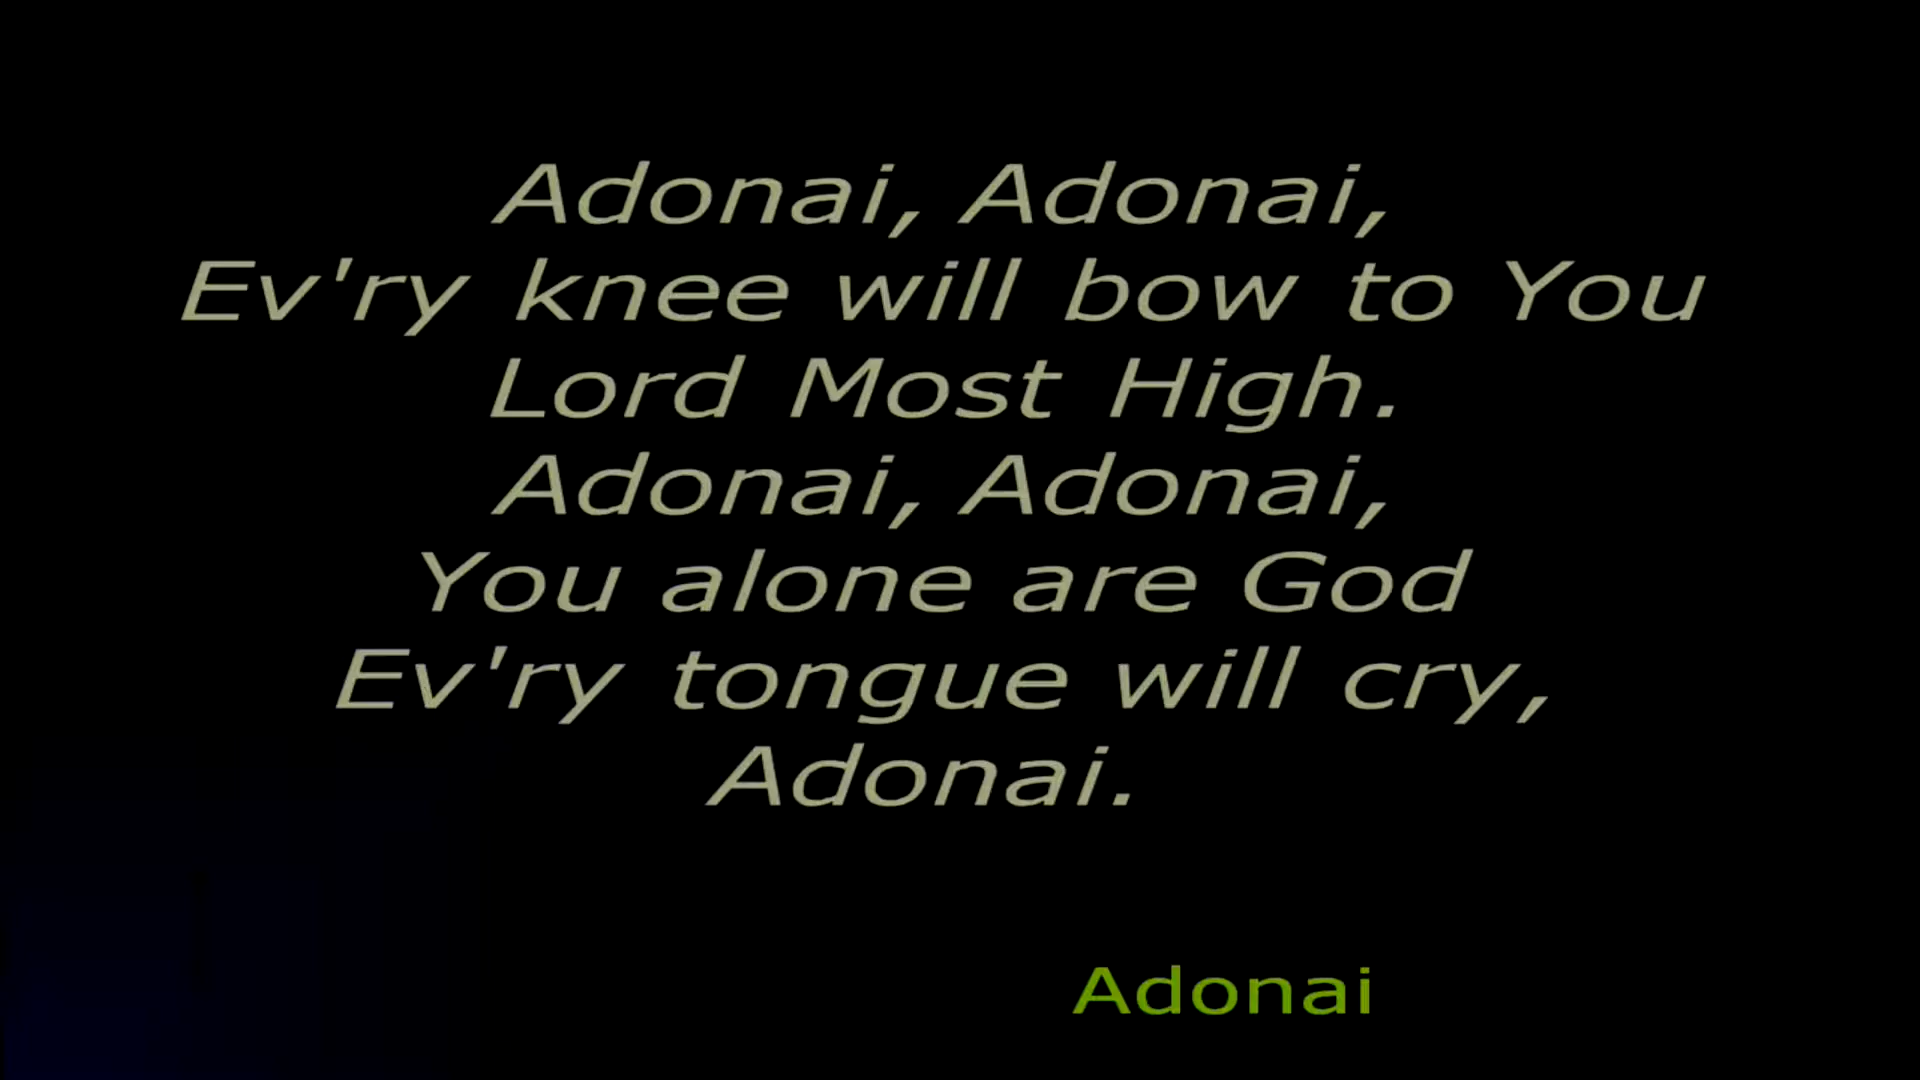 Adonai, Adonai,
Ev'ry knee will bow to You
Lord Most High.
Adonai, Adonai,
You alone are God
Ev'ry tongue will cry,
Adonai.
Adonai